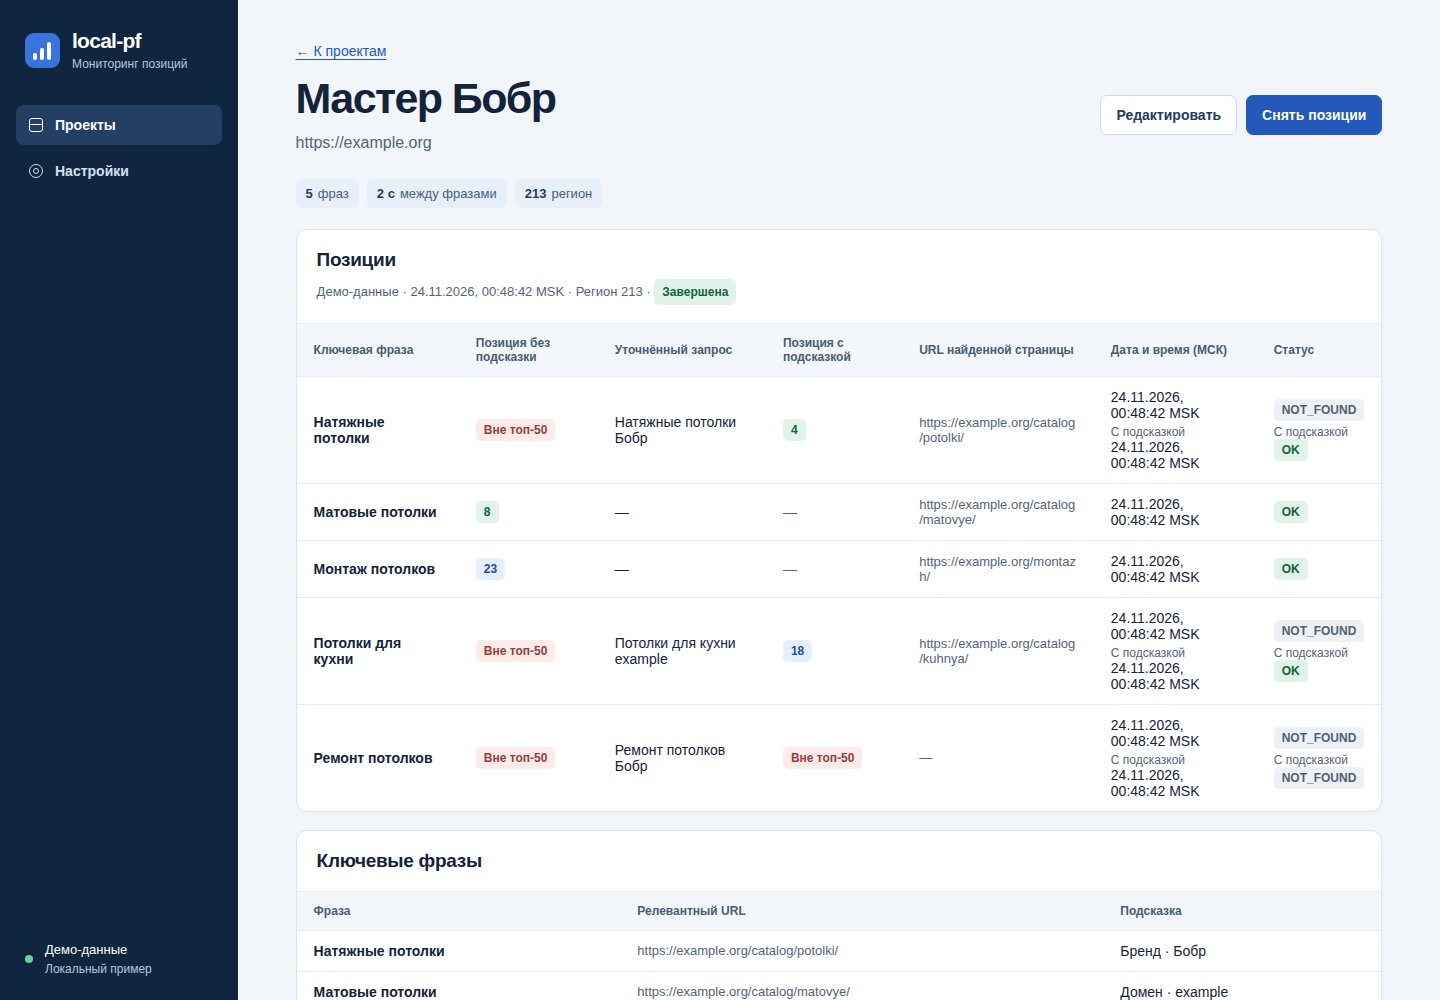 local-pf
Мониторинг позиций
Проекты
Настройки
Демо-данные
Локальный пример
← К проектам
Мастер Бобр
https://example.org
Редактировать
Снять позиции
5 фраз
2 с между фразами
213 регион
Позиции
Демо-данные · 24.11.2026, 00:48:42 MSK · Регион 213 · Завершена
Ключевая фраза
Позиция без
подсказки
Уточнённый запрос
Позиция с
подсказкой
URL найденной страницы
Дата и время (МСК)
Статус
Натяжные
потолки
Вне топ-50
Натяжные потолки
Бобр
4
https://example.org/catalog
/potolki/
24.11.2026,
00:48:42 MSK
С подсказкой
24.11.2026,
00:48:42 MSK
NOT_FOUND
С подсказкой
OK
Матовые потолки
8
—
—
https://example.org/catalog
/matovye/
24.11.2026,
00:48:42 MSK
OK
Монтаж потолков
23
—
—
https://example.org/montaz
h/
24.11.2026,
00:48:42 MSK
OK
Потолки для
кухни
Вне топ-50
Потолки для кухни
example
18
https://example.org/catalog
/kuhnya/
24.11.2026,
00:48:42 MSK
С подсказкой
24.11.2026,
00:48:42 MSK
NOT_FOUND
С подсказкой
OK
Ремонт потолков
Вне топ-50
Ремонт потолков
Бобр
Вне топ-50
—
24.11.2026,
00:48:42 MSK
С подсказкой
24.11.2026,
00:48:42 MSK
NOT_FOUND
С подсказкой
NOT_FOUND
Ключевые фразы
Фраза
Релевантный URL
Подсказка
Натяжные потолки
https://example.org/catalog/potolki/
Бренд · Бобр
Матовые потолки
https://example.org/catalog/matovye/
Домен · example